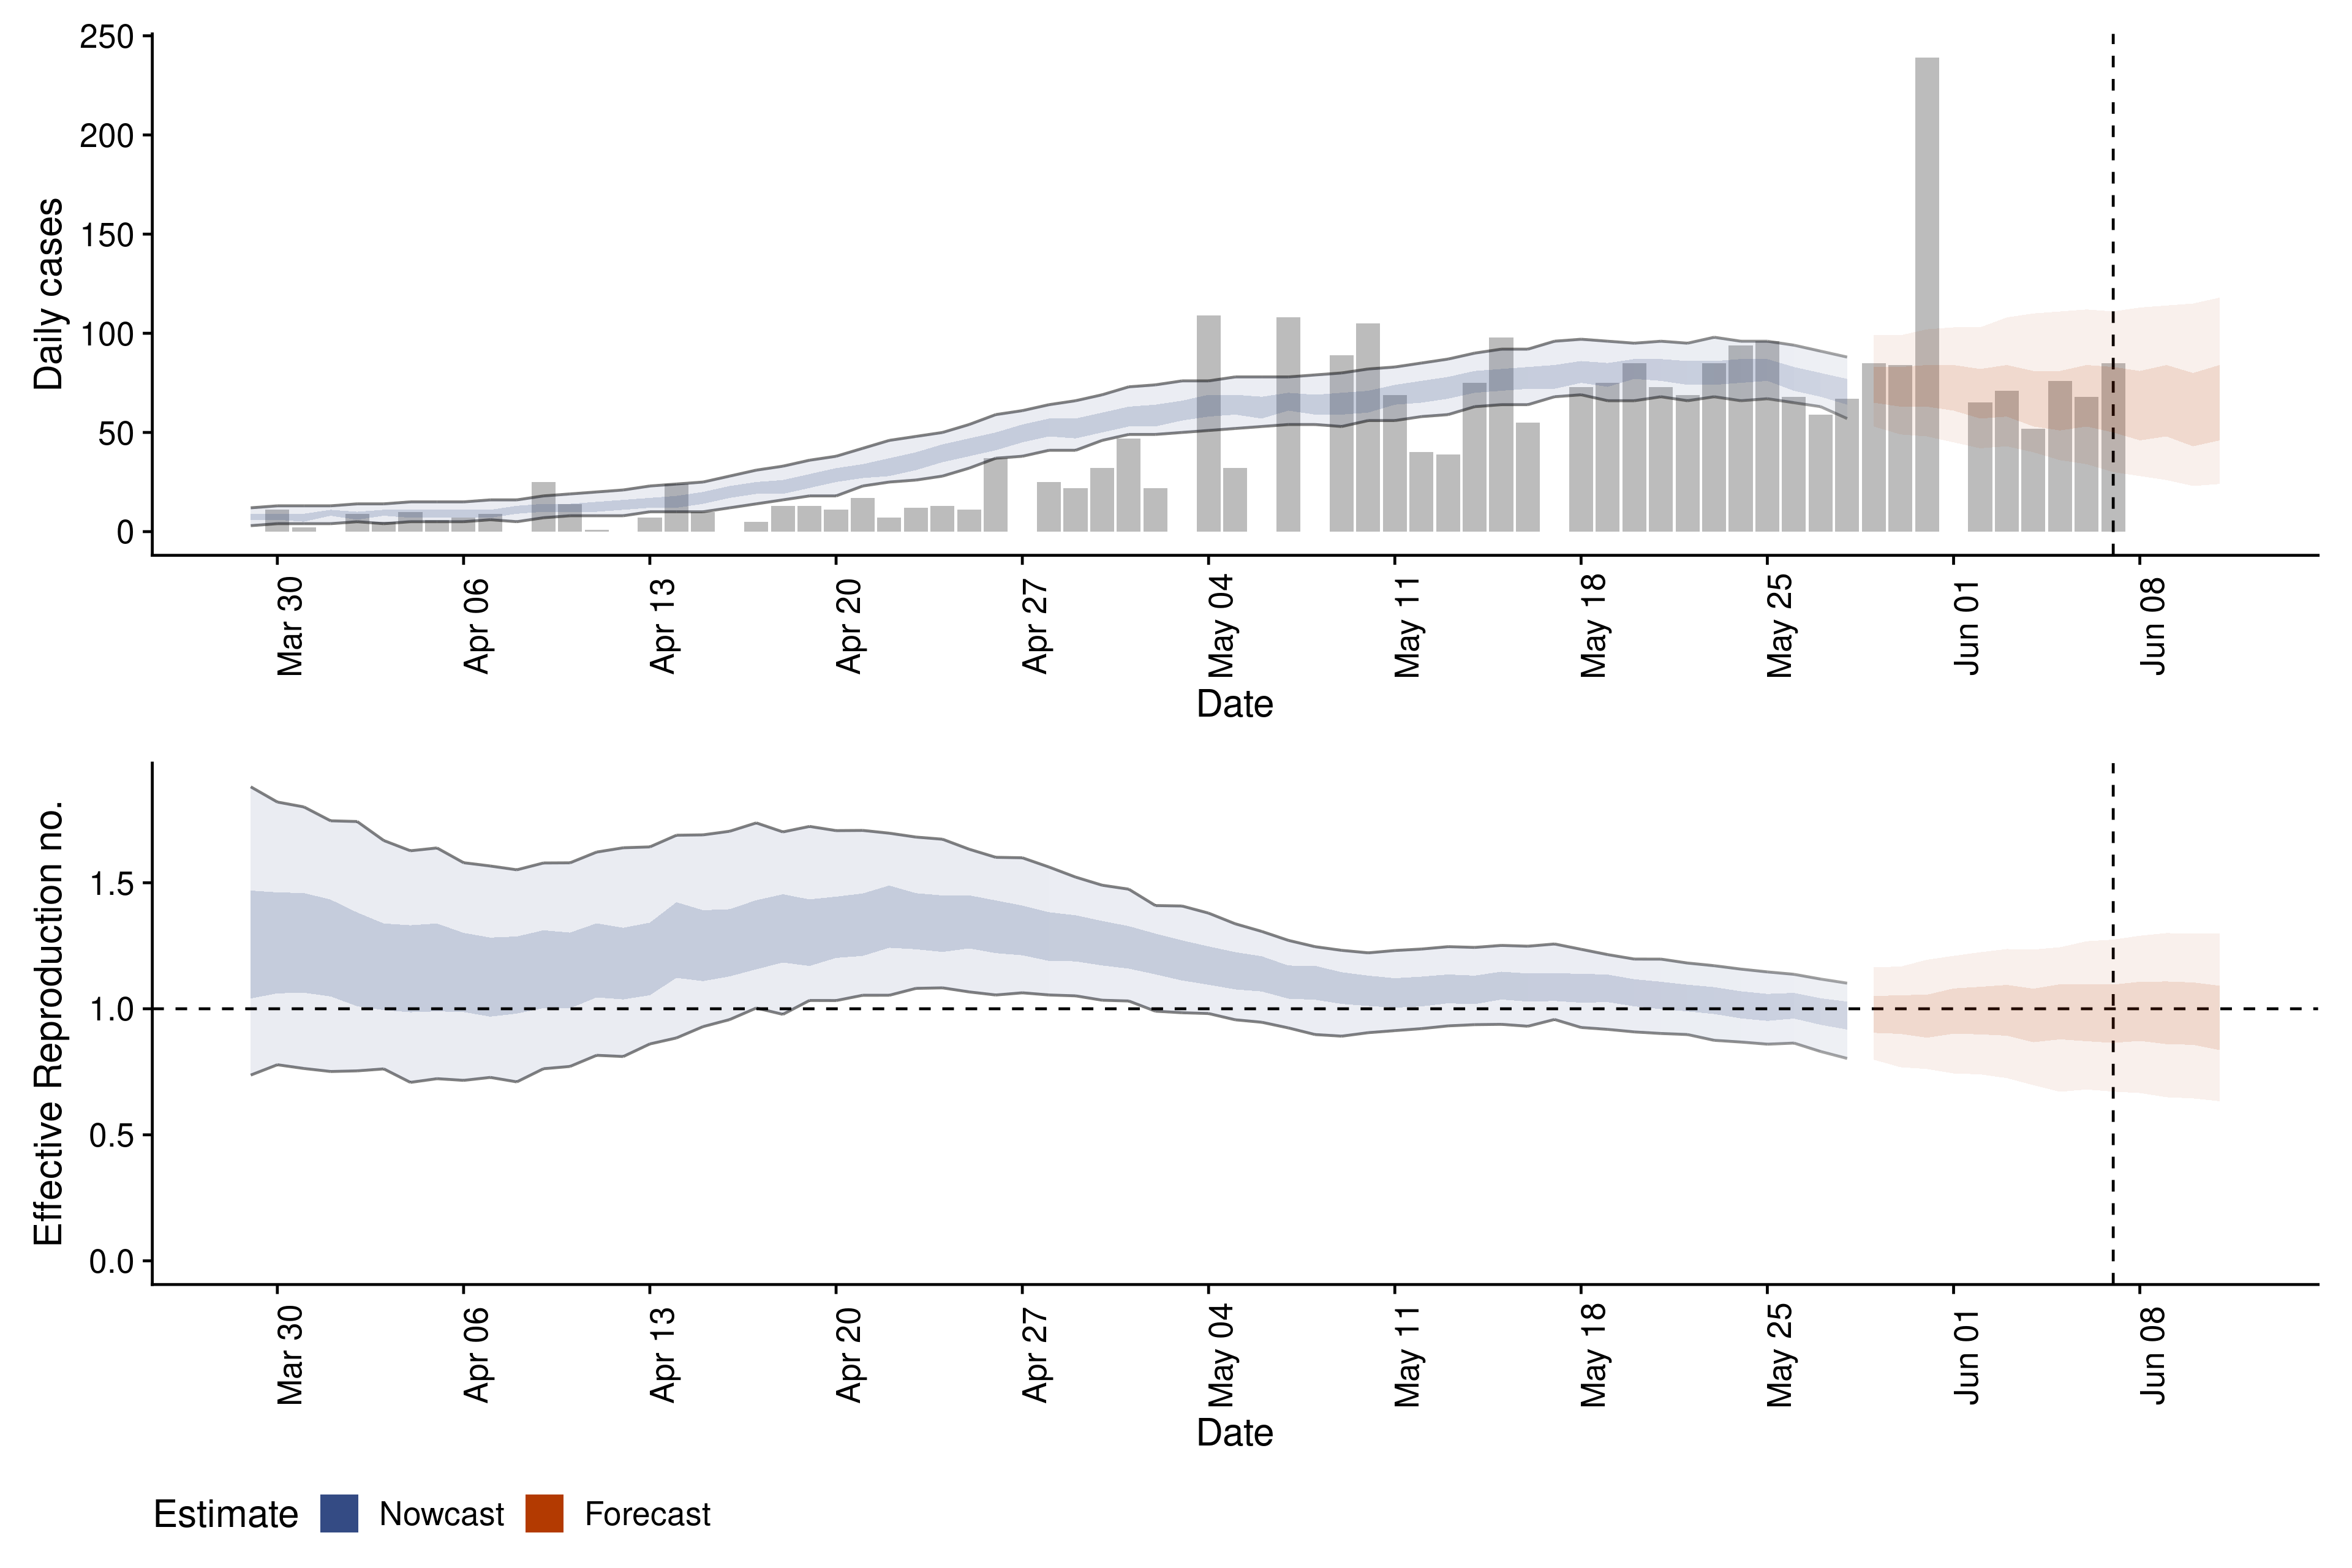 Daily cases
250
200
150
100
50
0
Mar 30
Apr 06
Apr 13
Apr 20
Apr 27
May 04
May 11
May 18
May 25
Jun 01
Jun 08
Date
Effective Reproduction no.
1.5
1.0
0.5
0.0
Mar 30
Apr 06
Apr 13
Apr 20
Apr 27
May 04
May 11
May 18
May 25
Jun 01
Jun 08
Date
Estimate Nowcast Forecast